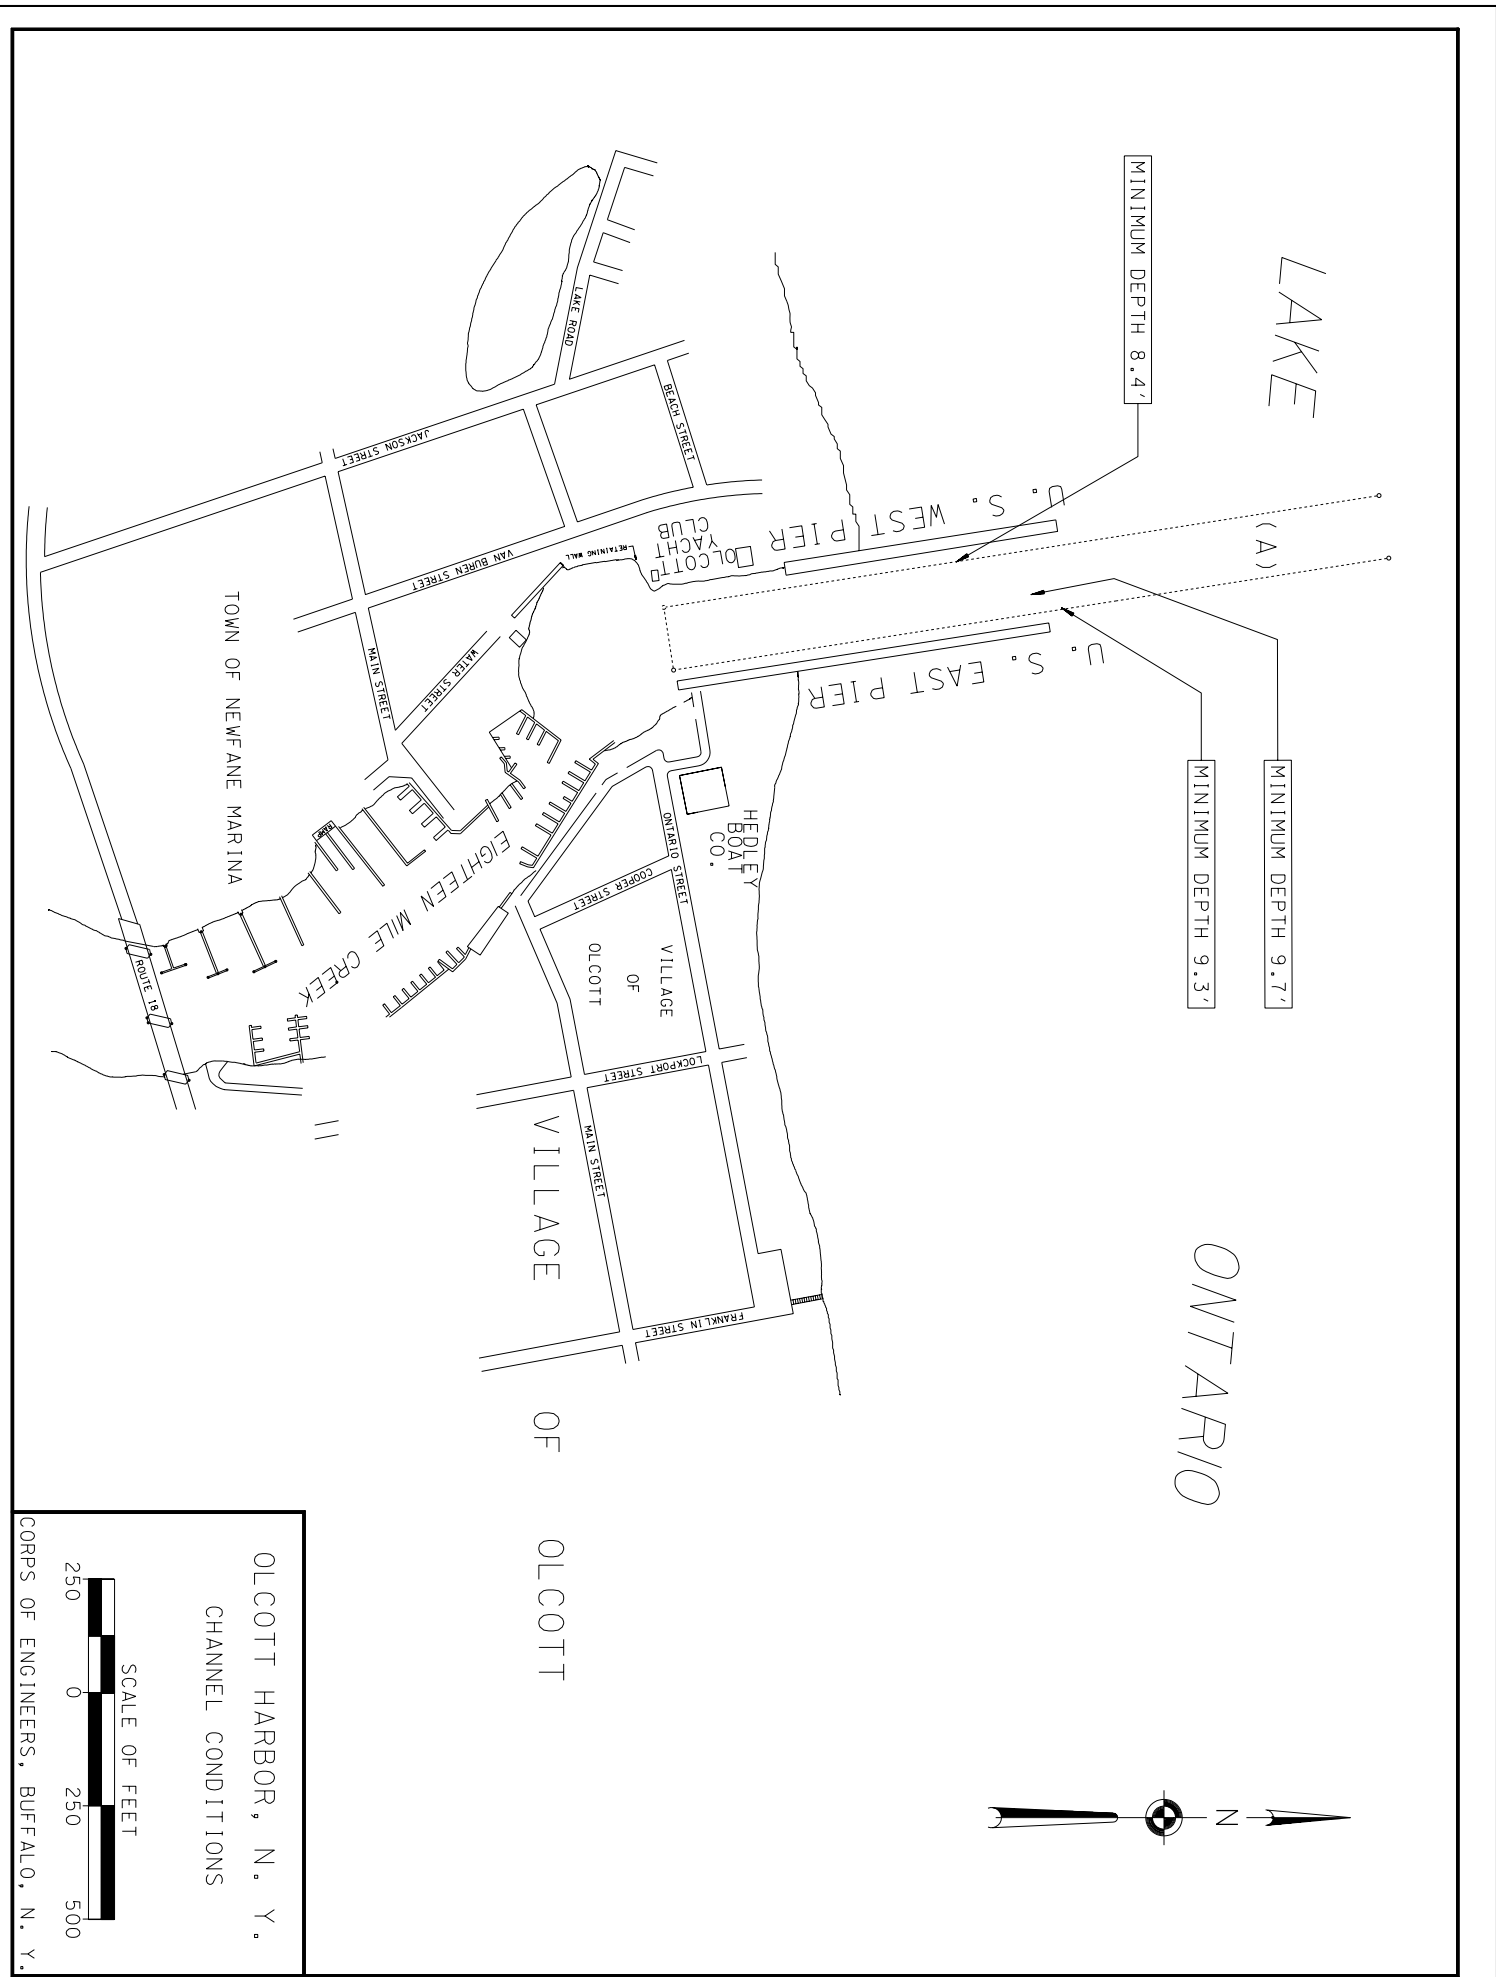 LAKE
ONTARIO
MINIMUM DEPTH 8.4'
MINIMUM DEPTH 9.7'
MINIMUM DEPTH 9.3'
(A)
U. S. WEST PIER
U. S. EAST PIER
OLCOTT
YACHT
CLUB
RETAINING WALL
LAKE ROAD
BEACH STREET
JACKSON STREET
VAN BUREN STREET
MAIN STREET
WATER STREET
HEDLEY
BOAT
CO.
ONTARIO STREET
COOPER STREET
VILLAGE
OF
OLCOTT
LOCKPORT STREET
MAIN STREET
FRANKLIN STREET
EIGHTEEN MILE CREEK
RAMP
TOWN OF NEWFANE MARINA
ROUTE 18
VILLAGE OF OLCOTT
N
OLCOTT HARBOR, N. Y.
CHANNEL CONDITIONS
SCALE OF FEET
250 0 250 500
CORPS OF ENGINEERS, BUFFALO, N. Y.